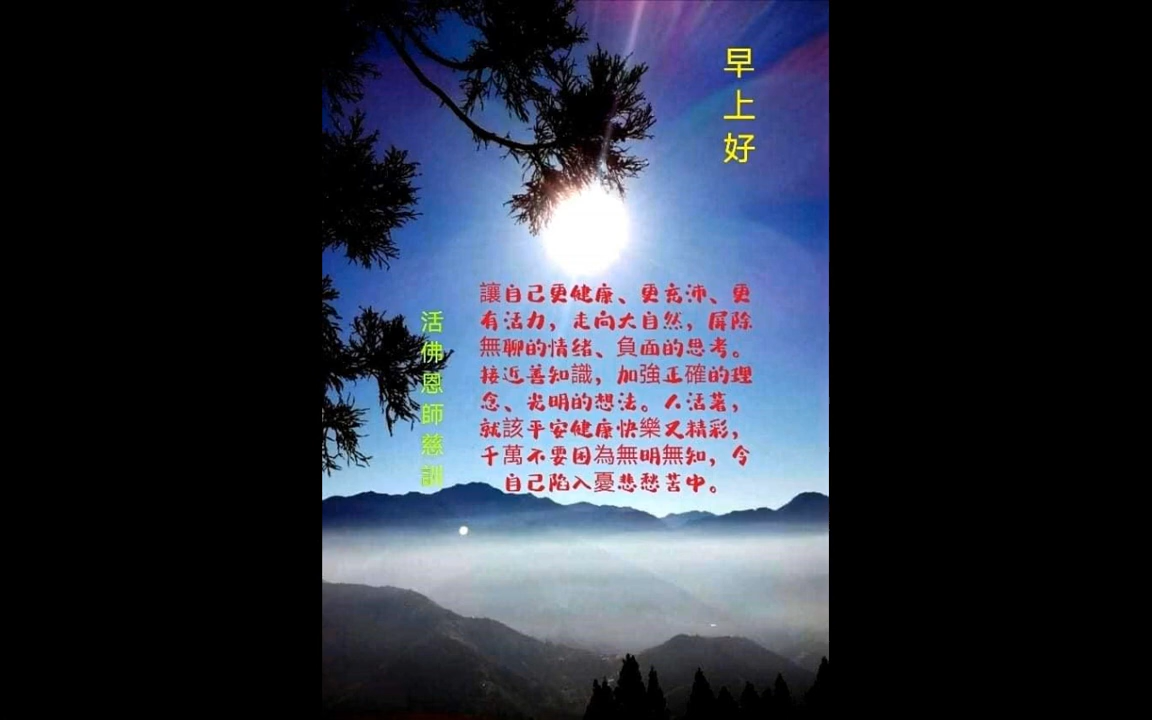 早上好
讓自己更健康、更充沛、更
有活力，走向大自然，屏除
無聊的情绪、負面的思考。
接近善知識，加強正確的理
念、光明的想法。人活著，
就該平安健康快樂又精彩，
千萬不要因為無明無知，令
自己陷入憂悲愁苦中。
活佛恩師慈訓